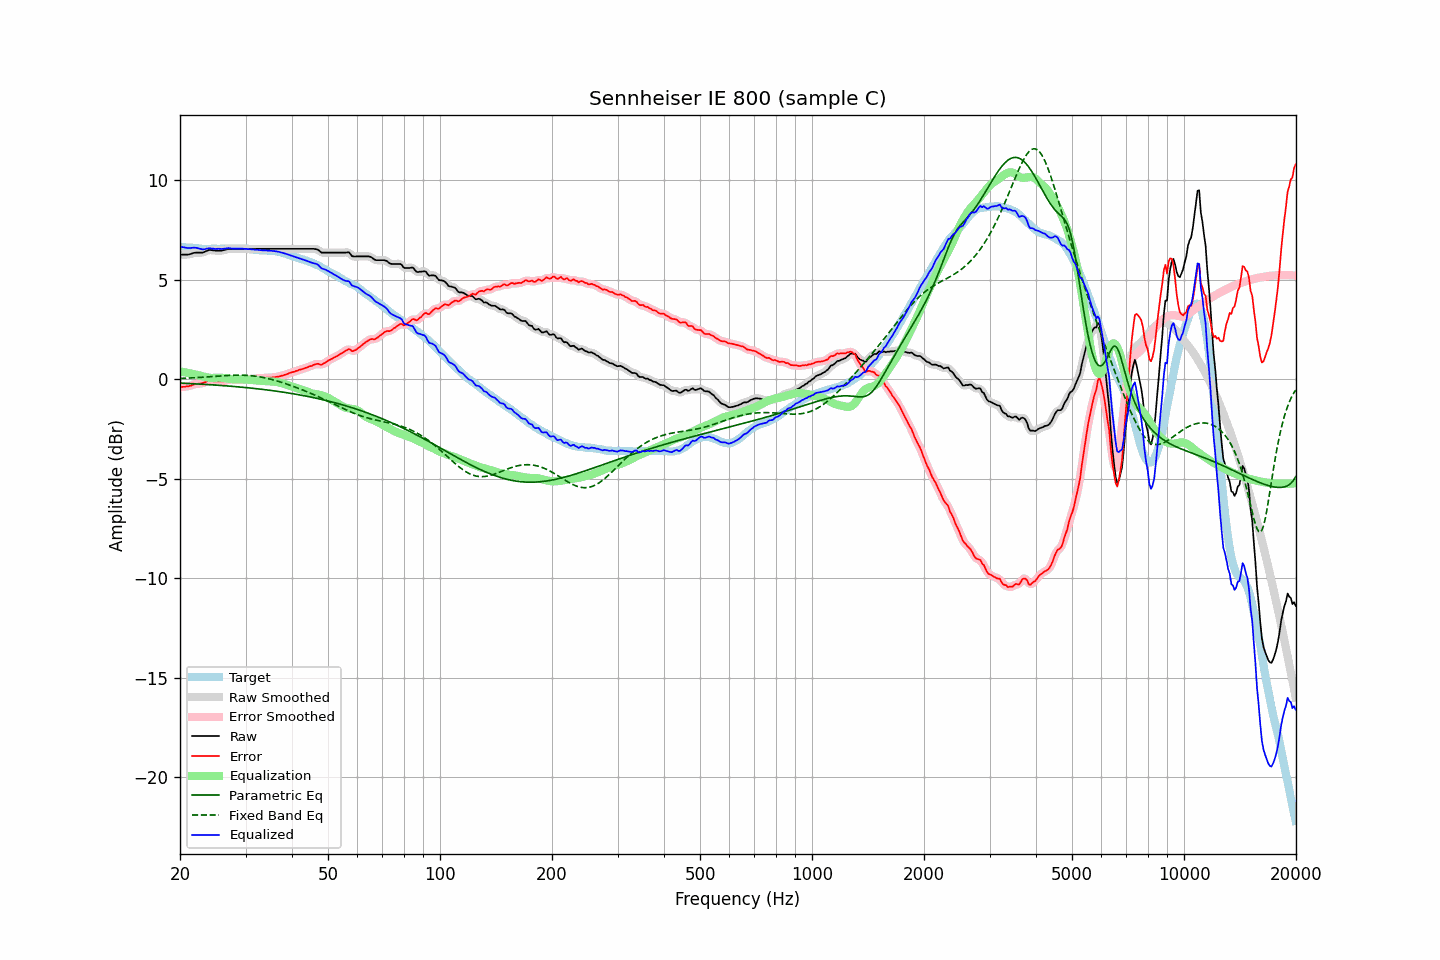 Sennheiser IE 800 (sample C)
10
5
0
−5
−10
−15
−20
Amplitude (dBr)
Target
Raw Smoothed
Error Smoothed
Raw
Error
Equalization
Parametric Eq
Fixed Band Eq
Equalized
20 50 100 200 500 1000 2000 5000 10000 20000
Frequency (Hz)